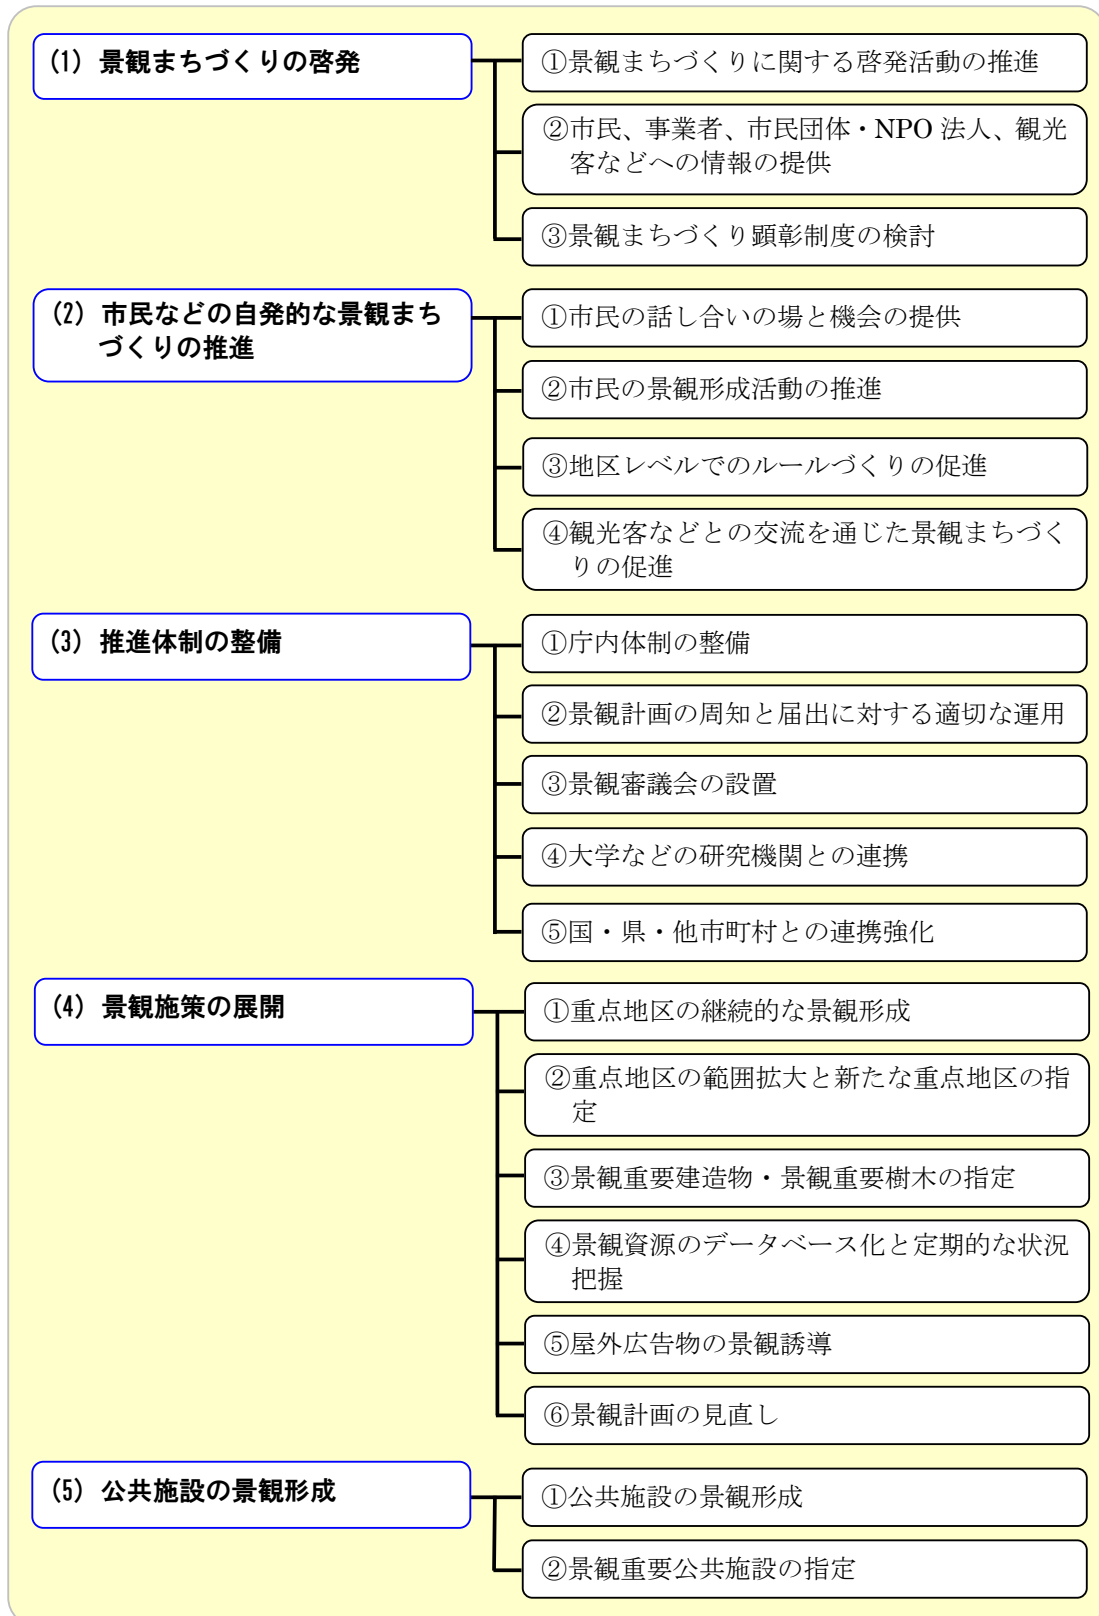 (1) 景観まちづくりの啓発
①景観まちづくりに関する啓発活動の推進
②市民、事業者、市民団体・NPO 法人、観光
客などへの情報の提供
③景観まちづくり顕彰制度の検討
(2) 市民などの自発的な景観まち
づくりの推進
①市民の話し合いの場と機会の提供
②市民の景観形成活動の推進
③地区レベルでのルールづくりの促進
④観光客などとの交流を通じた景観まちづく
りの促進
(3) 推進体制の整備
①庁内体制の整備
②景観計画の周知と届出に対する適切な運用
③景観審議会の設置
④大学などの研究機関との連携
⑤国・県・他市町村との連携強化
(4) 景観施策の展開
①重点地区の継続的な景観形成
②重点地区の範囲拡大と新たな重点地区の指
定
③景観重要建造物・景観重要樹木の指定
④景観資源のデータベース化と定期的な状況
把握
⑤屋外広告物の景観誘導
⑥景観計画の見直し
(5) 公共施設の景観形成
①公共施設の景観形成
②景観重要公共施設の指定